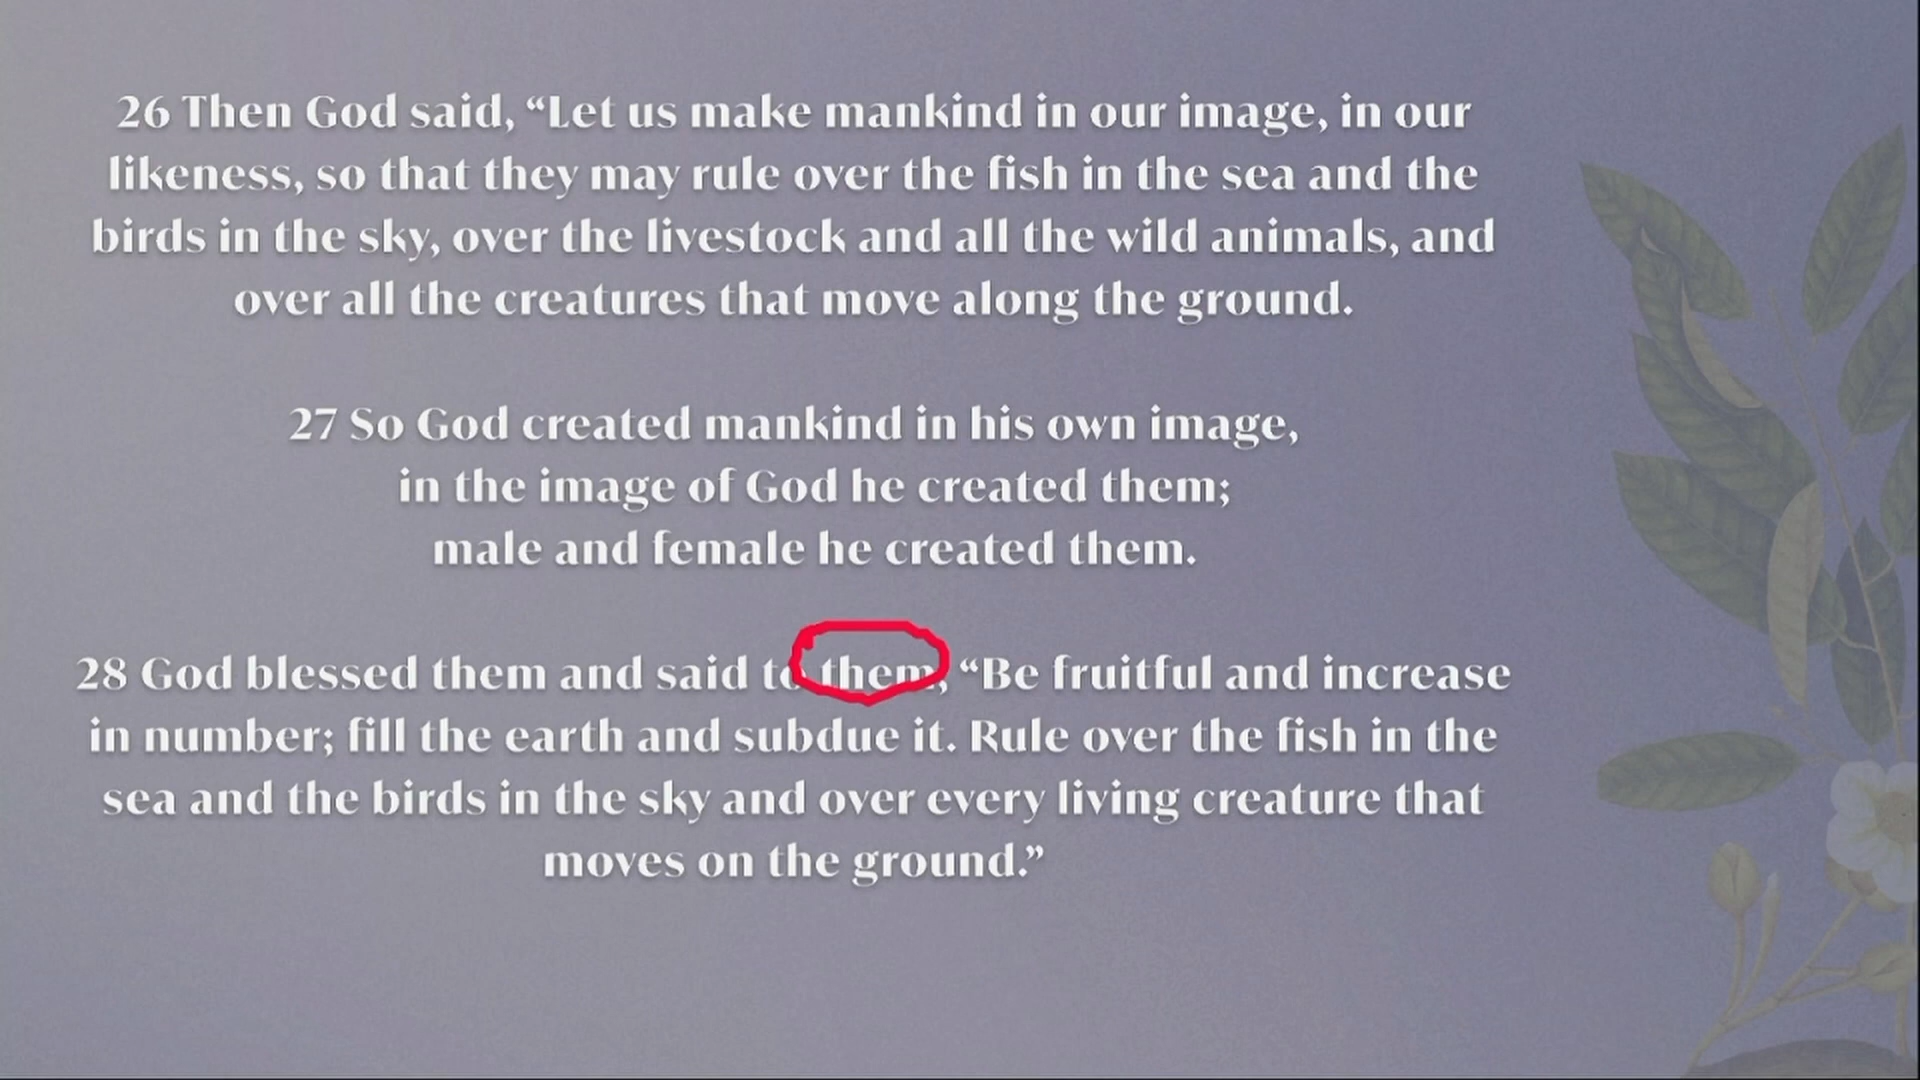 26 Then God said, “Let us make mankind in our image, in our
likeness, so that they may rule over the fish in the sea and the
birds in the sky, over the livestock and all the wild animals, and
over all the creatures that move along the ground.
27 So God created mankind in his own image,
in the image of God he created them;
male and female he created them.
28 God blessed them and said to them, “Be fruitful and increase
in number; fill the earth and subdue it. Rule over the fish in the
sea and the birds in the sky and over every living creature that
moves on the ground.”